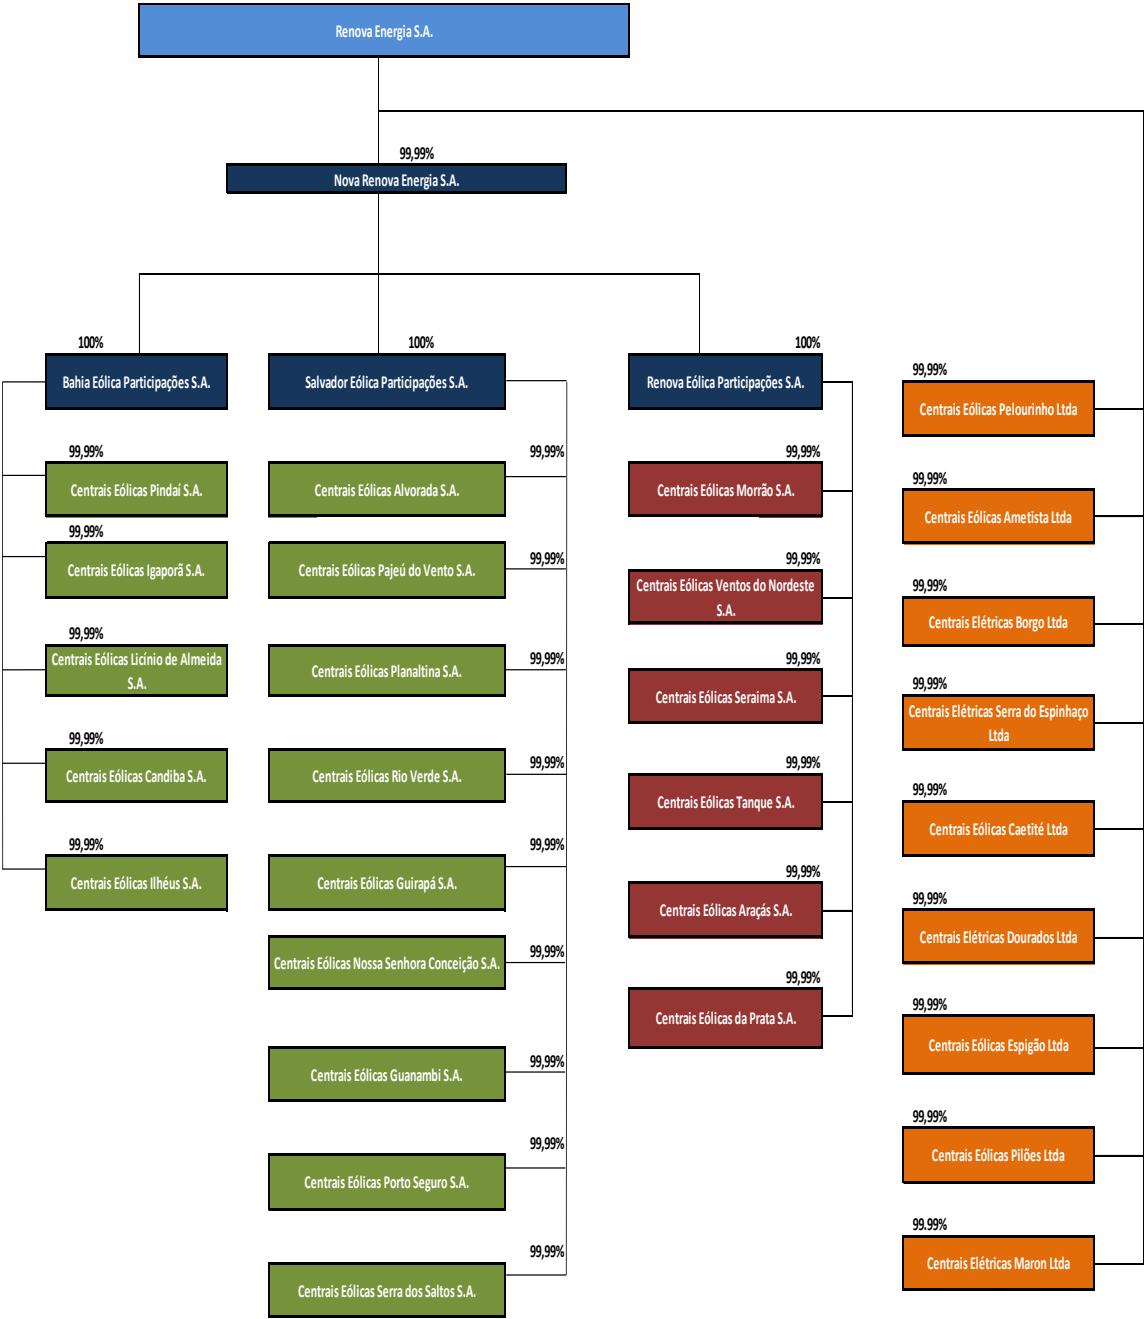 Renova Energia S.A.
99,99%
Nova Renova Energia S.A.
100%
Bahia Eólica Participações S.A.
99,99%
Centrais Eólicas Pindaí S.A.
99,99%
Centrais Eólicas Igaporã S.A.
99,99%
Centrais Eólicas Licínio de Almeida
S.A.
99,99%
Centrais Eólicas Candiba S.A.
99,99%
Centrais Eólicas Ilhéus S.A.
100%
Salvador Eólica Participações S.A.
99,99%
Centrais Eólicas Alvorada S.A.
99,99%
Centrais Eólicas Pajeú do Vento S.A.
99,99%
Centrais Eólicas Planaltina S.A.
99,99%
Centrais Eólicas Rio Verde S.A.
99,99%
Centrais Eólicas Guirapá S.A.
99,99%
Centrais Eólicas Nossa Senhora Conceição S.A.
99,99%
Centrais Eólicas Guanambi S.A.
99,99%
Centrais Eólicas Porto Seguro S.A.
99,99%
Centrais Eólicas Serra dos Saltos S.A.
100%
Renova Eólica Participações S.A.
99,99%
Centrais Eólicas Morrão S.A.
99,99%
Centrais Eólicas Ventos do Nordeste
S.A.
99,99%
Centrais Eólicas Seraima S.A.
99,99%
Centrais Eólicas Tanque S.A.
99,99%
Centrais Eólicas Araçás S.A.
99,99%
Centrais Eólicas da Prata S.A.
99,99%
Centrais Eólicas Pelourinho Ltda
99,99%
Centrais Eólicas Ametista Ltda
99,99%
Centrais Elétricas Borgo Ltda
99,99%
Centrais Elétricas Serra do Espinhaço
Ltda
99,99%
Centrais Eólicas Caetité Ltda
99,99%
Centrais Elétricas Dourados Ltda
99,99%
Centrais Eólicas Espigão Ltda
99,99%
Centrais Eólicas Pilões Ltda
99.99%
Centrais Elétricas Maron Ltda